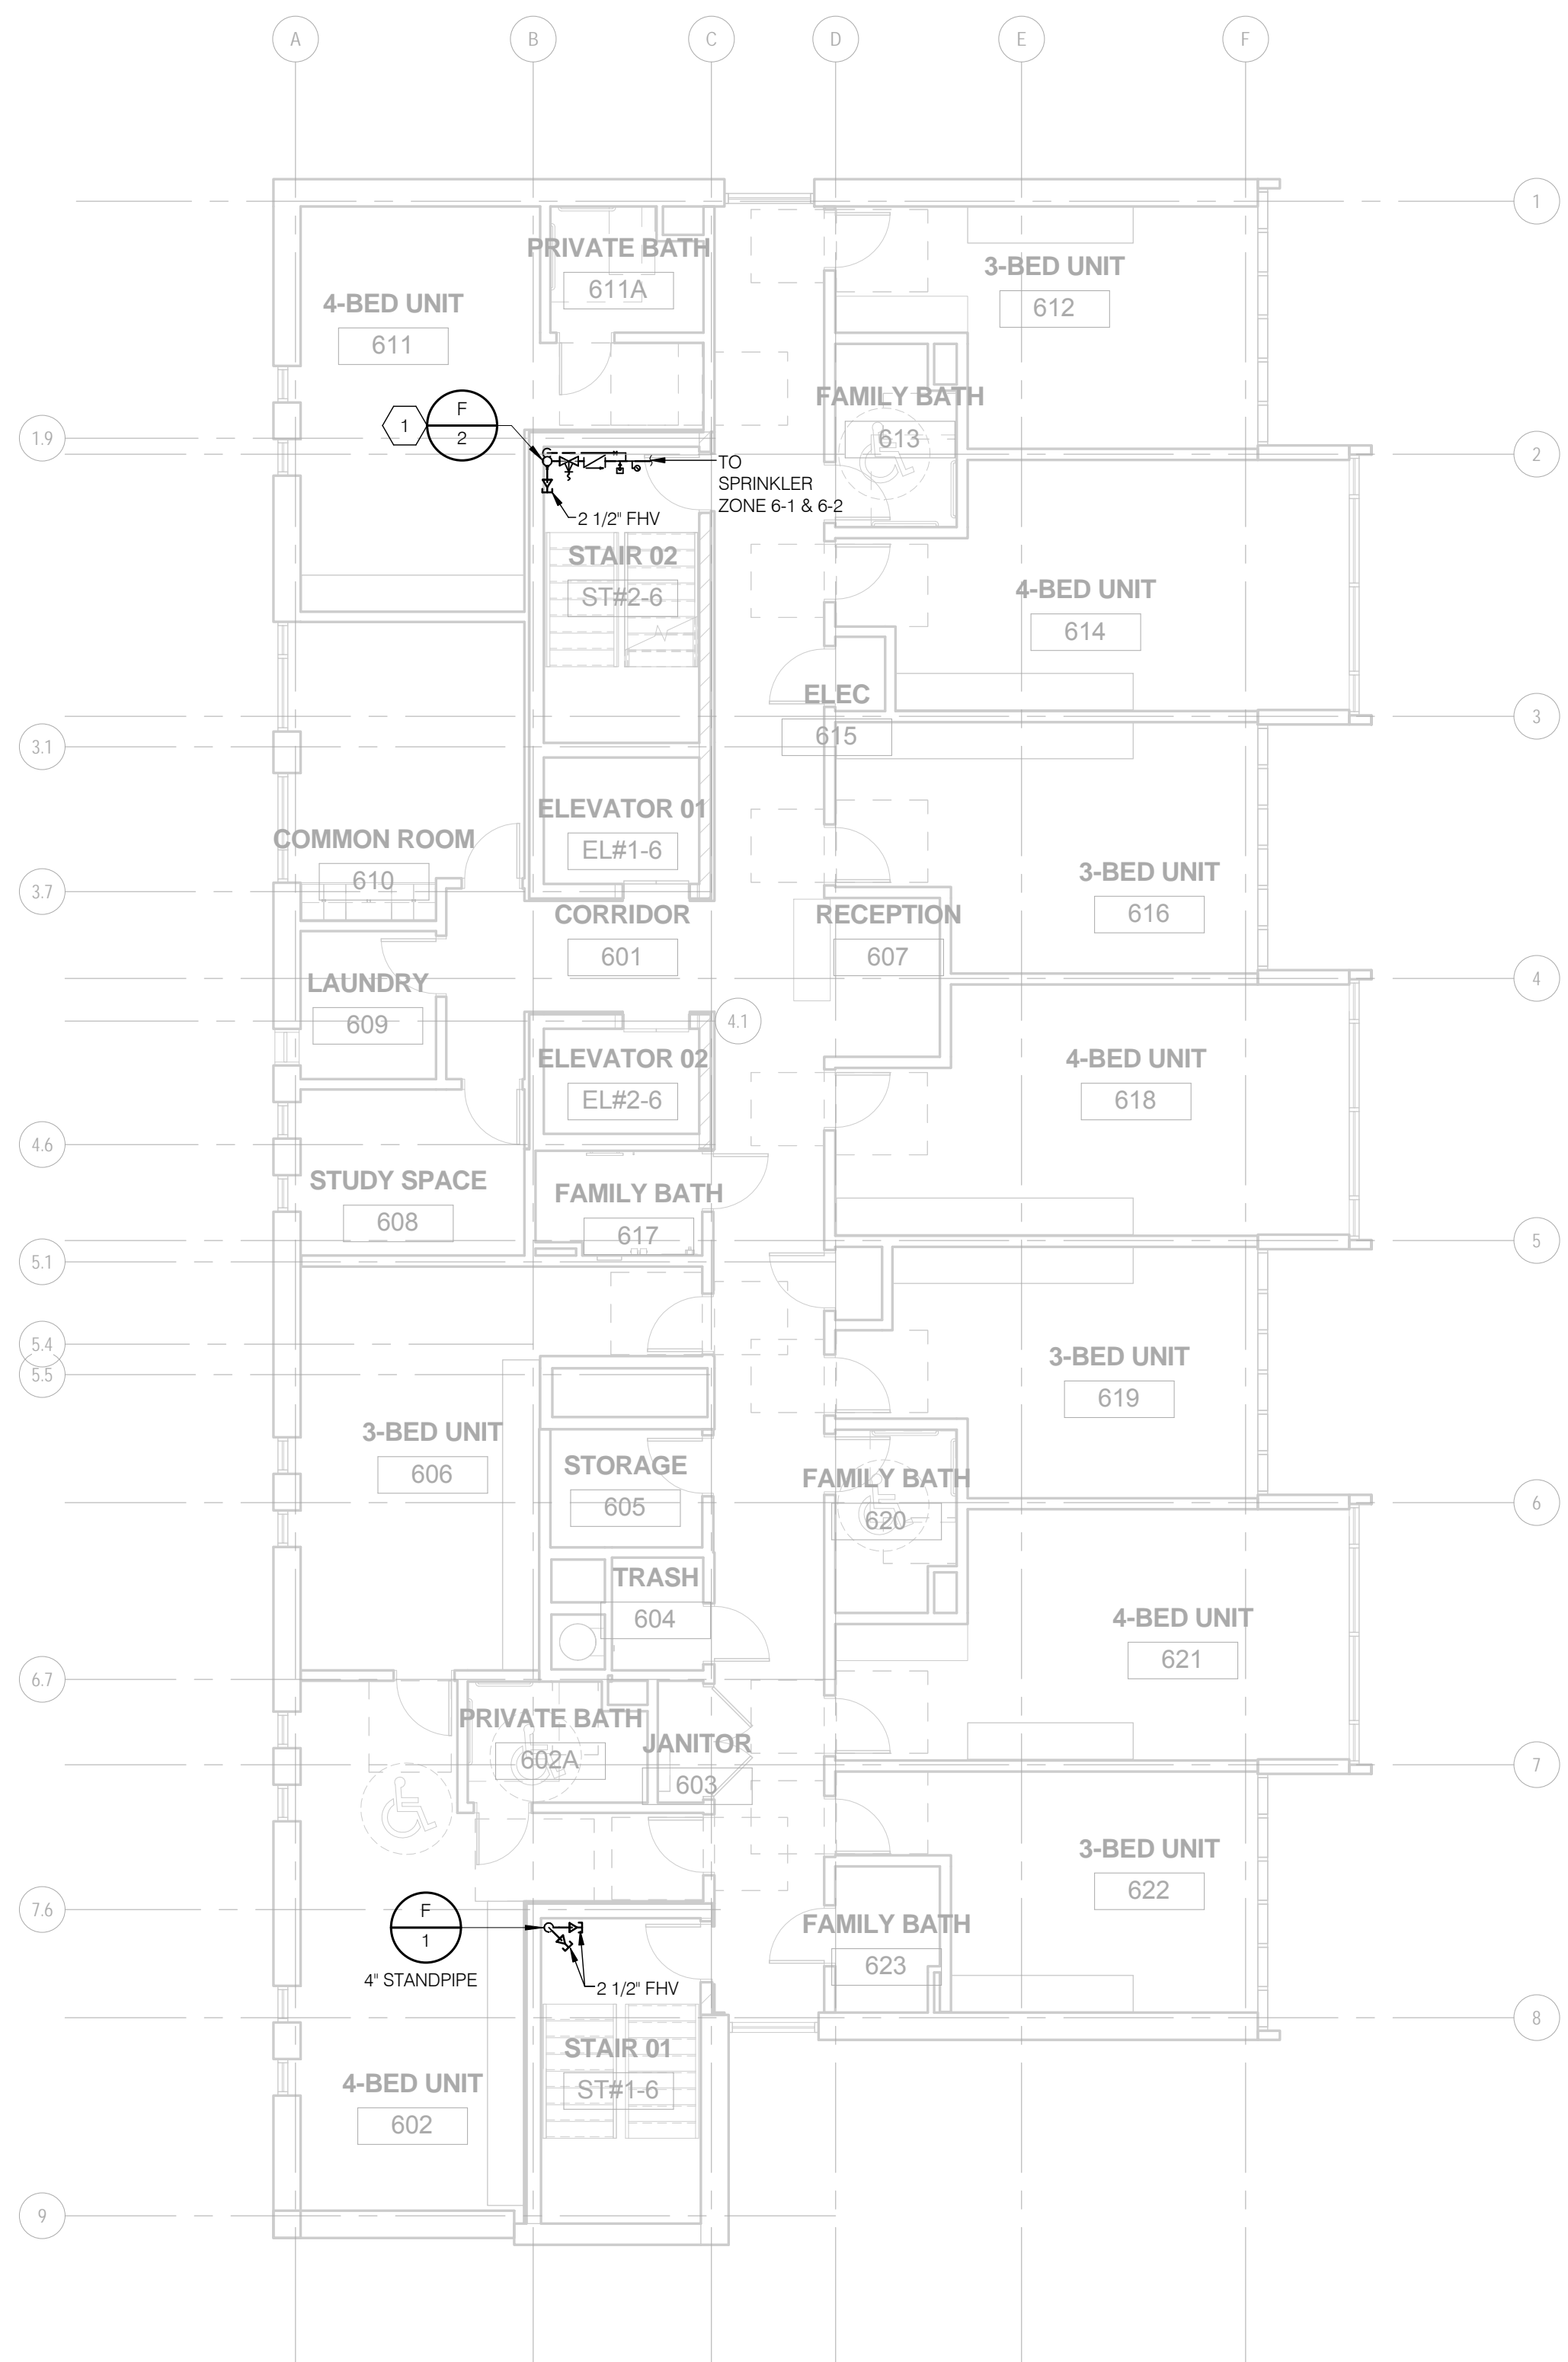 A
B
C
D
E
F
1
PRIVATE BATH
611A
3-BED UNIT
612
4-BED UNIT
611
FAMILY BATH
613
1
F
2
1.9
2
TO
SPRINKLER
ZONE 6-1 & 6-2
2 1/2" FHV
STAIR 02
ST#2-6
4-BED UNIT
614
ELEC
615
3
3.1
ELEVATOR 01
EL#1-6
COMMON ROOM
610
3-BED UNIT
616
3.7
CORRIDOR
601
RECEPTION
607
LAUNDRY
609
4
4.1
ELEVATOR 02
EL#2-6
4-BED UNIT
618
4.6
STUDY SPACE
608
FAMILY BATH
617
5
5.1
5.4
5.5
3-BED UNIT
619
3-BED UNIT
606
STORAGE
605
FAMILY BATH
620
6
TRASH
604
4-BED UNIT
621
6.7
PRIVATE BATH
602A
JANITOR
603
7
3-BED UNIT
622
7.6
F
1
4" STANDPIPE
2 1/2" FHV
FAMILY BATH
623
8
STAIR 01
ST#1-6
4-BED UNIT
602
9